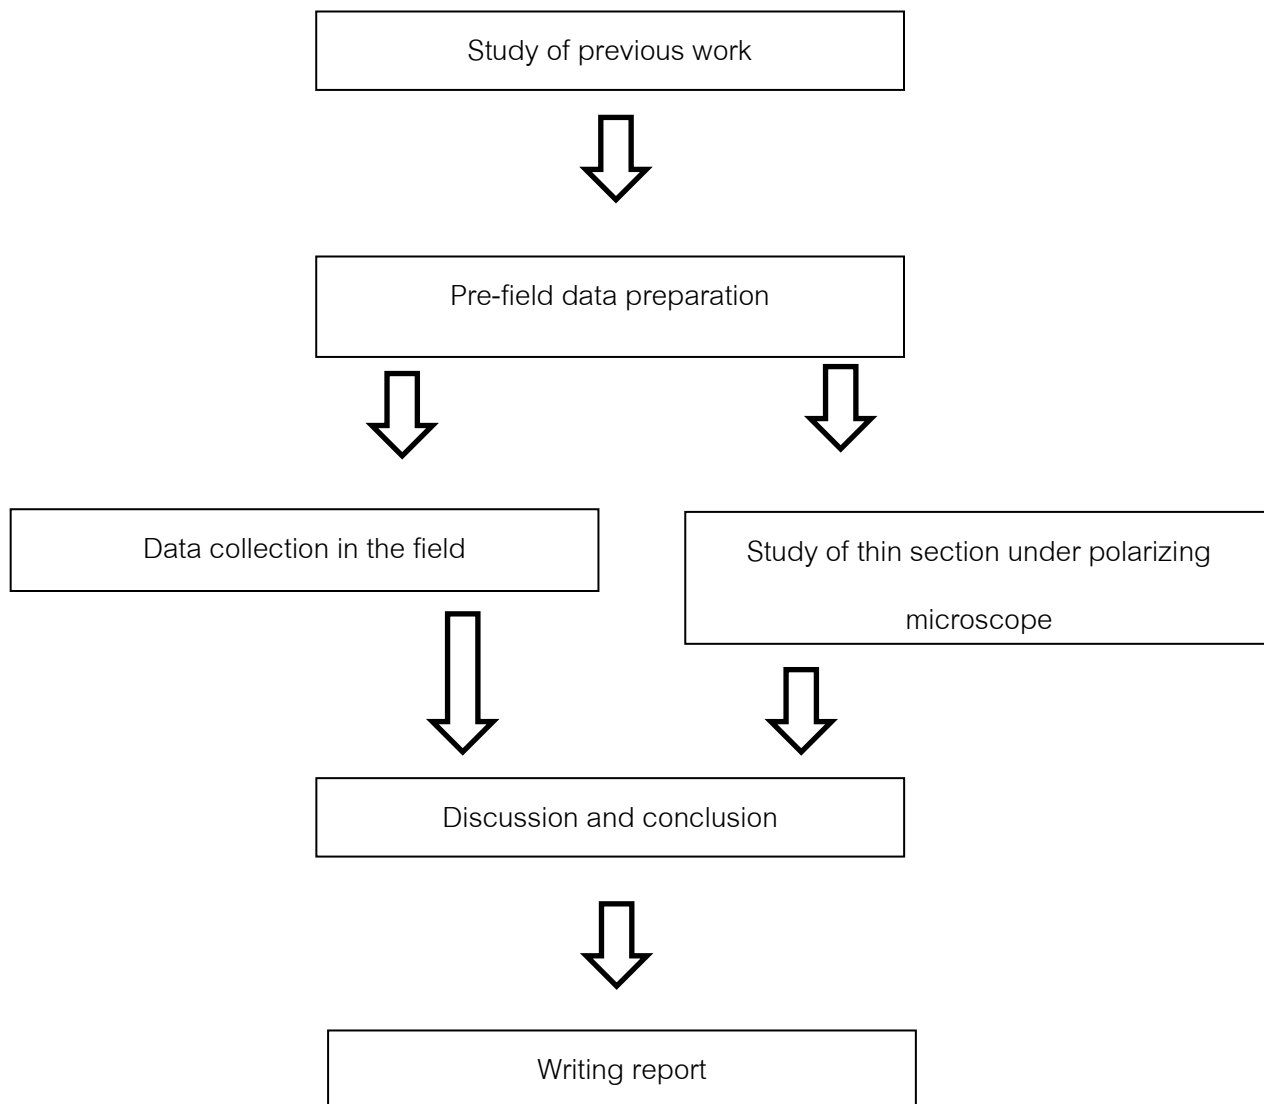 Study of previous work
Pre-field data preparation
Data collection in the field
Study of thin section under polarizing
microscope
Discussion and conclusion
Writing report